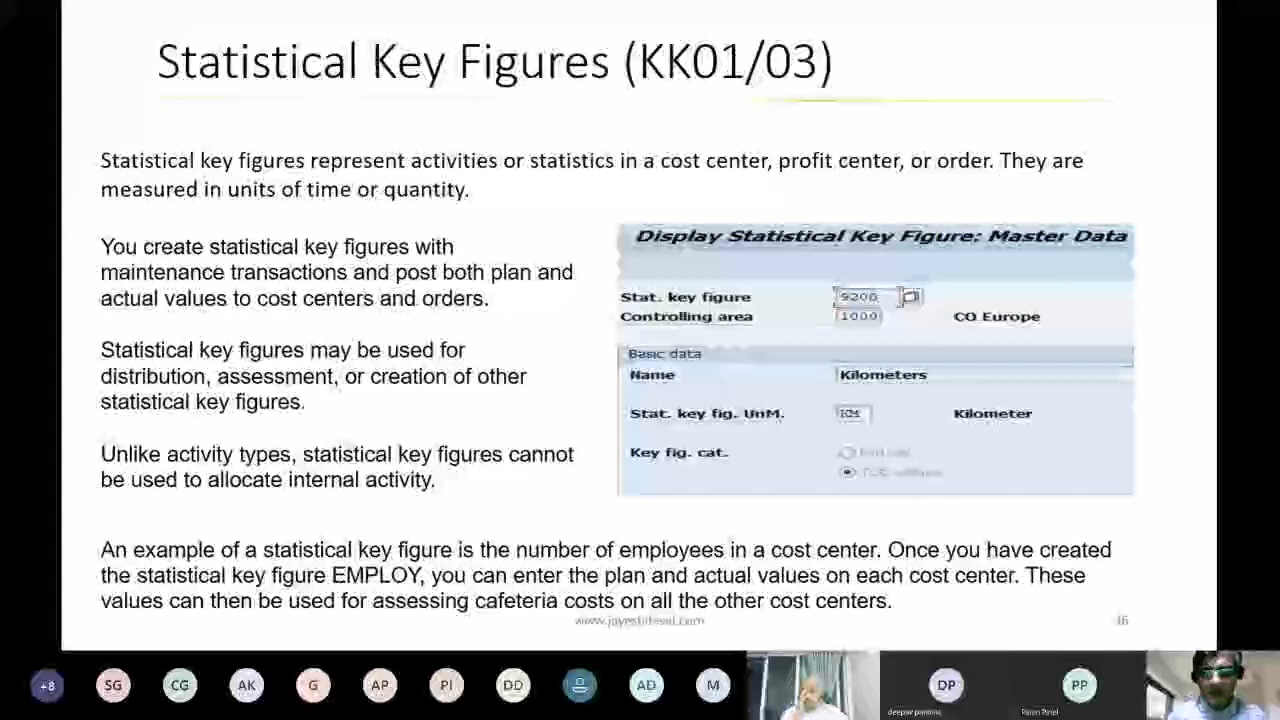 Statistical Key Figures (KK01/03)
Statistical key figures represent activities or statistics in a cost center, profit center, or order. They are
measured in units of time or quantity.
You create statistical key figures with
maintenance transactions and post both plan and
actual values to cost centers and orders.
Statistical key figures may be used for
distribution, assessment, or creation of other
statistical key figures.
Unlike activity types, statistical key figures cannot
be used to allocate internal activity.
Display Statistical Key Figure: Master Data
Stat. key figure 9200
Controlling area 1000 CO Europe
Basic data
Name Kilometers
Stat. key fig. UnM. KM Kilometer
Key fig. cat.
An example of a statistical key figure is the number of employees in a cost center. Once you have created
the statistical key figure EMPLOY, you can enter the plan and actual values on each cost center. These
values can then be used for assessing cafeteria costs on all the other cost centers.
+8 SG CG AK G AP PI DD AD M DP PP